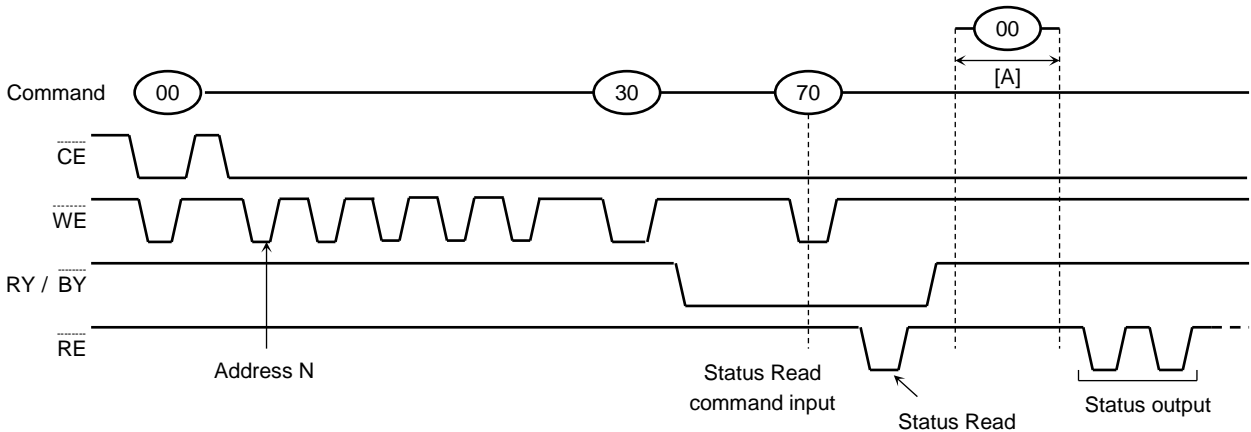 00
[A]
Command 00 30 70
CE
WE
RY / BY
RE
Address N
Status Read
command input
Status Read
Status output